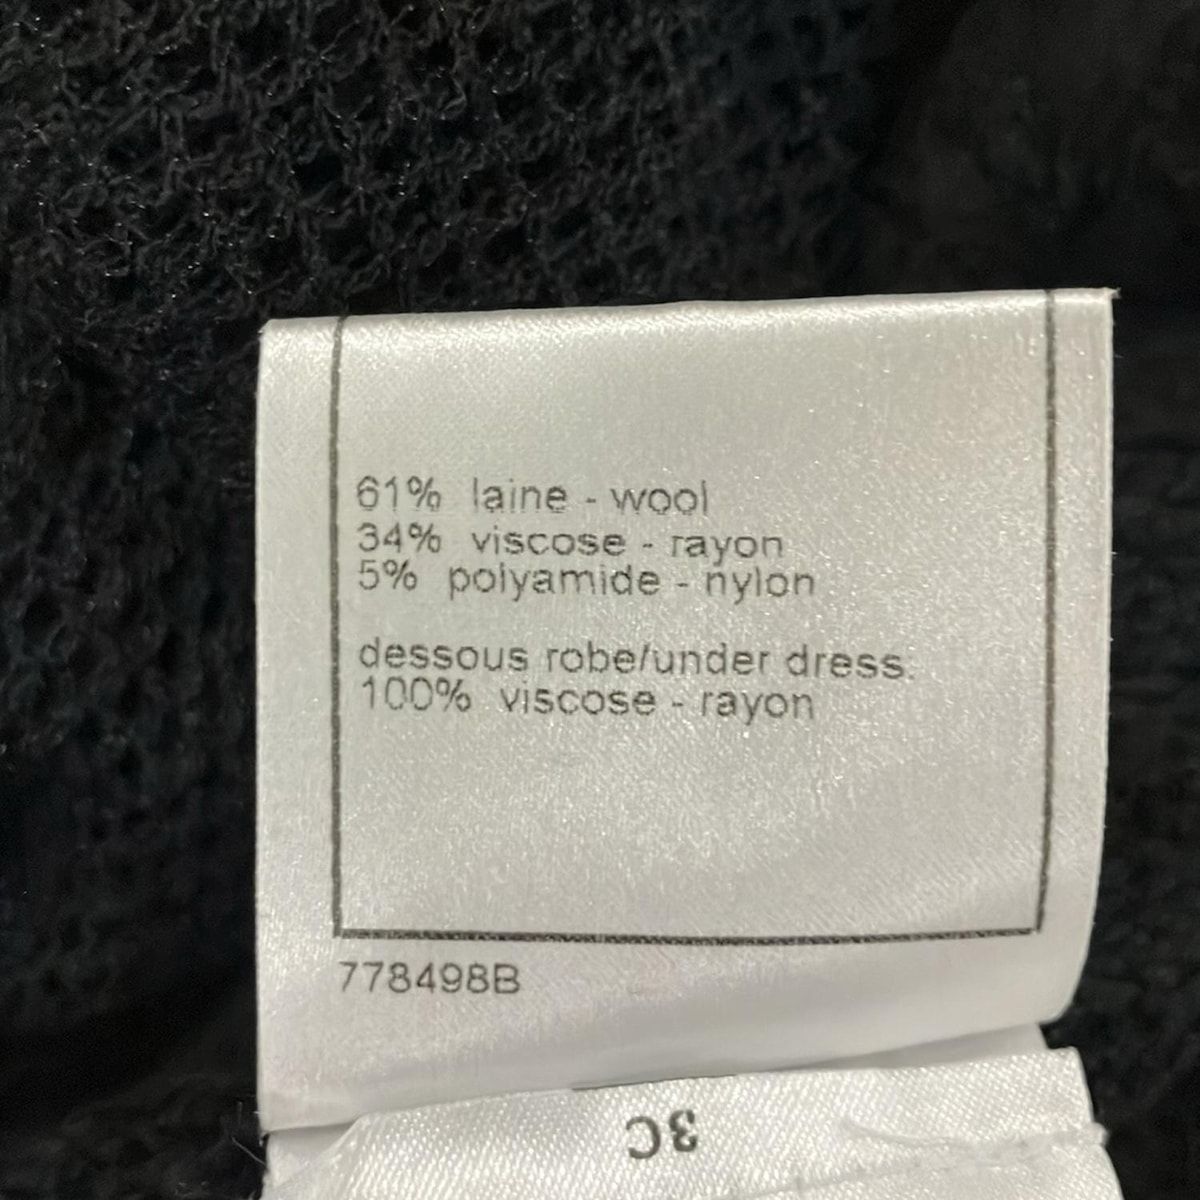 61% laine - wool
34% viscose - rayon
5% polyamide - nylon
dessous robe/under dress:
100% viscose - rayon
778498B
3C